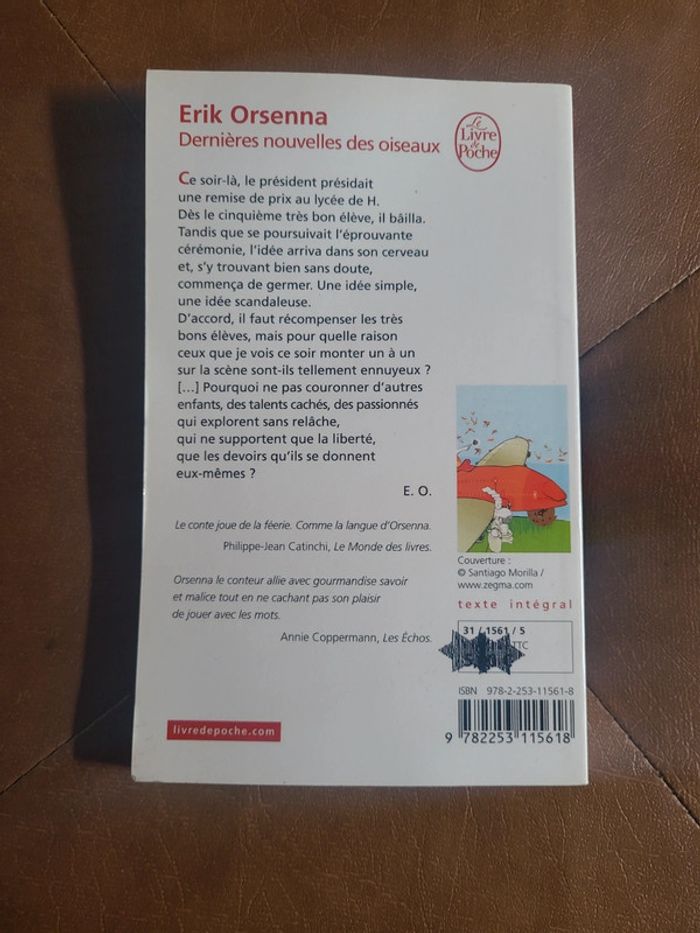 Erik Orsenna
Dernières nouvelles des oiseaux
Le
Livre
de
Poche
Ce soir-là, le président présidait
une remise de prix au lycée de H.
Dès le cinquième très bon élève, il bâilla.
Tandis que se poursuivait l'éprouvante
cérémonie, l'idée arriva dans son cerveau
et, s'y trouvant bien sans doute,
commença de germer. Une idée simple,
une idée scandaleuse.
D'accord, il faut récompenser les très
bons élèves, mais pour quelle raison
ceux que je vois ce soir monter un à un
sur la scène sont-ils tellement ennuyeux ?
[...] Pourquoi ne pas couronner d'autres
enfants, des talents cachés, des passionnés
qui explorent sans relâche,
qui ne supportent que la liberté,
que les devoirs qu'ils se donnent
eux-mêmes ?
E. O.
Le conte joue de la féerie. Comme la langue d'Orsenna.
Philippe-Jean Catinchi, Le Monde des livres.
Orsenna le conteur allie avec gourmandise savoir
et malice tout en ne cachant pas son plaisir
de jouer avec les mots.
Annie Coppermann, Les Échos.
livredepoche.com
Couverture :
© Santiago Morilla /
www.zegma.com
texte intégral
31 / 1561 / 5
TTC
ISBN 978-2-253-11561-8
9 782253 115618